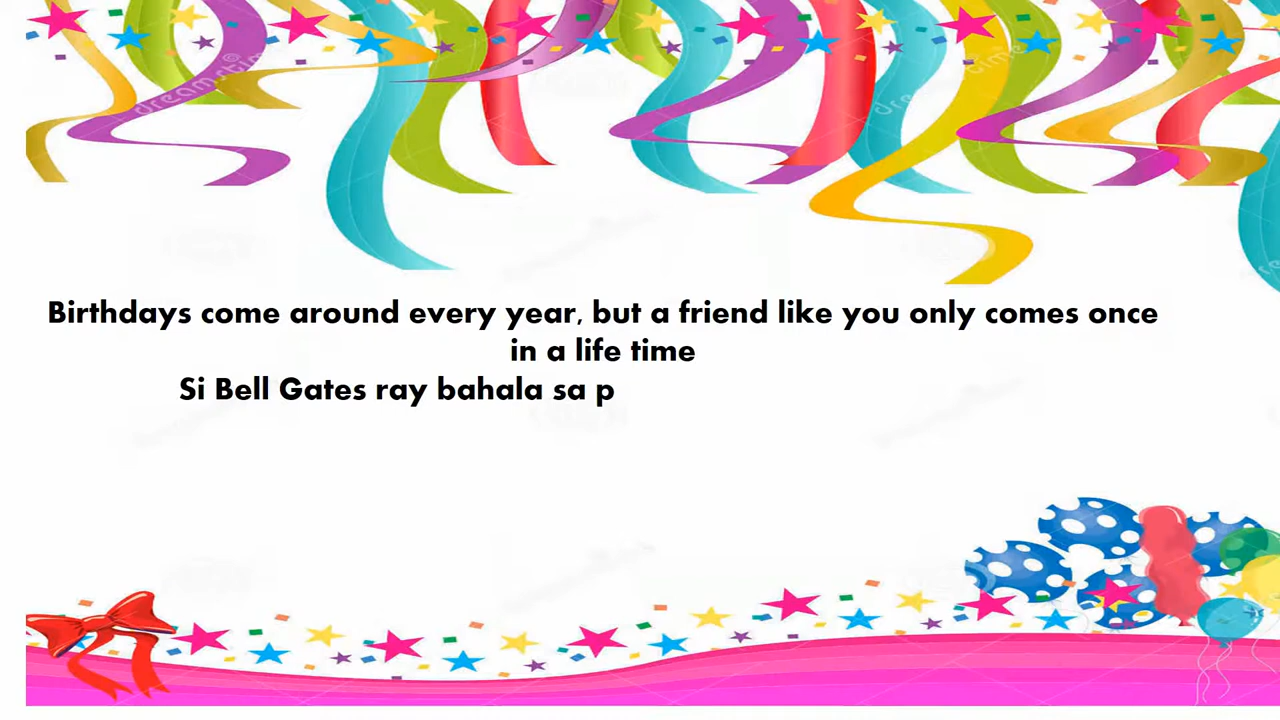 Birthdays come around every year, but a friend like you only comes once
in a life time
Si Bell Gates ray bahala sa p
dreamstime